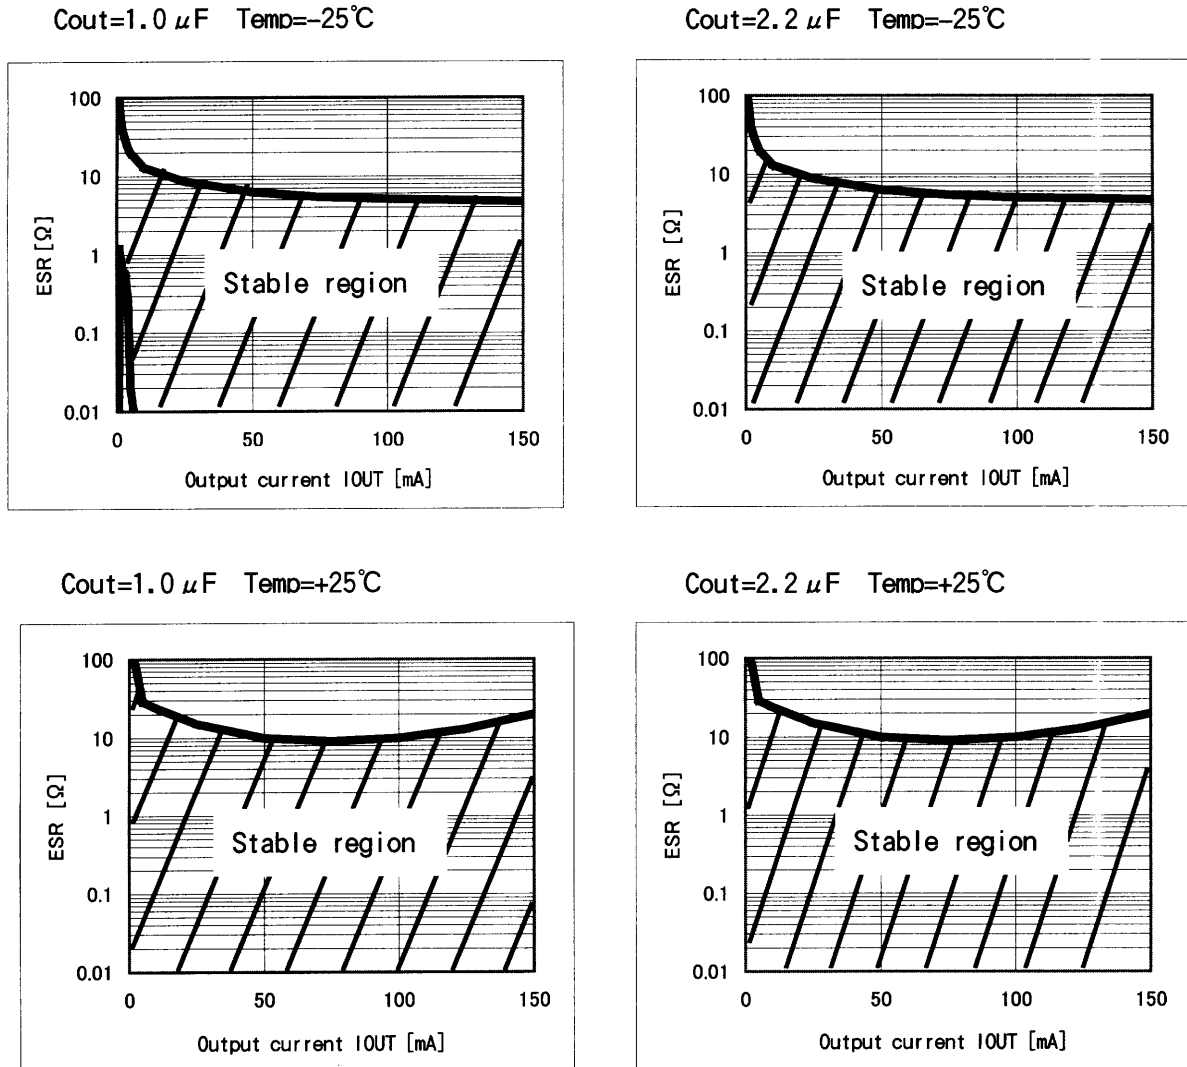 Cout=1.0 μF Temp=-25℃
100
10
1
0.1
0.01
ESR [Ω]
Stable region
0
50
100
150
Output current IOUT [mA]
Cout=2.2 μF Temp=-25℃
100
10
1
0.1
0.01
ESR [Ω]
Stable region
0
50
100
150
Output current IOUT [mA]
Cout=1.0 μF Temp=+25℃
100
10
1
0.1
0.01
ESR [Ω]
Stable region
0
50
100
150
Output current IOUT [mA]
Cout=2.2 μF Temp=+25℃
100
10
1
0.1
0.01
ESR [Ω]
Stable region
0
50
100
150
Output current IOUT [mA]